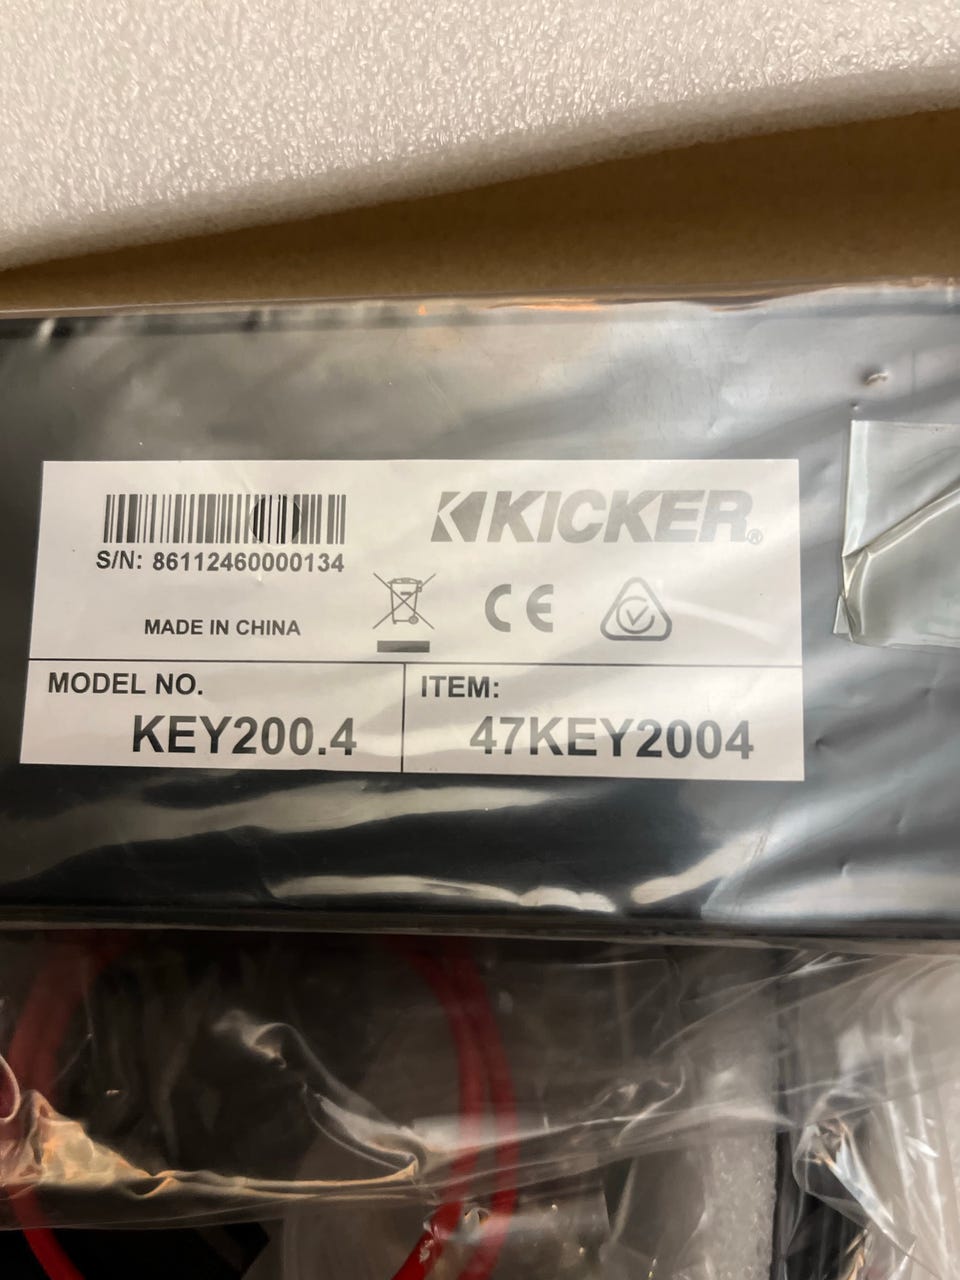 KICKER®
S/N: 86112460000134
MADE IN CHINA
CE
MODEL NO.
KEY200.4
ITEM:
47KEY2004